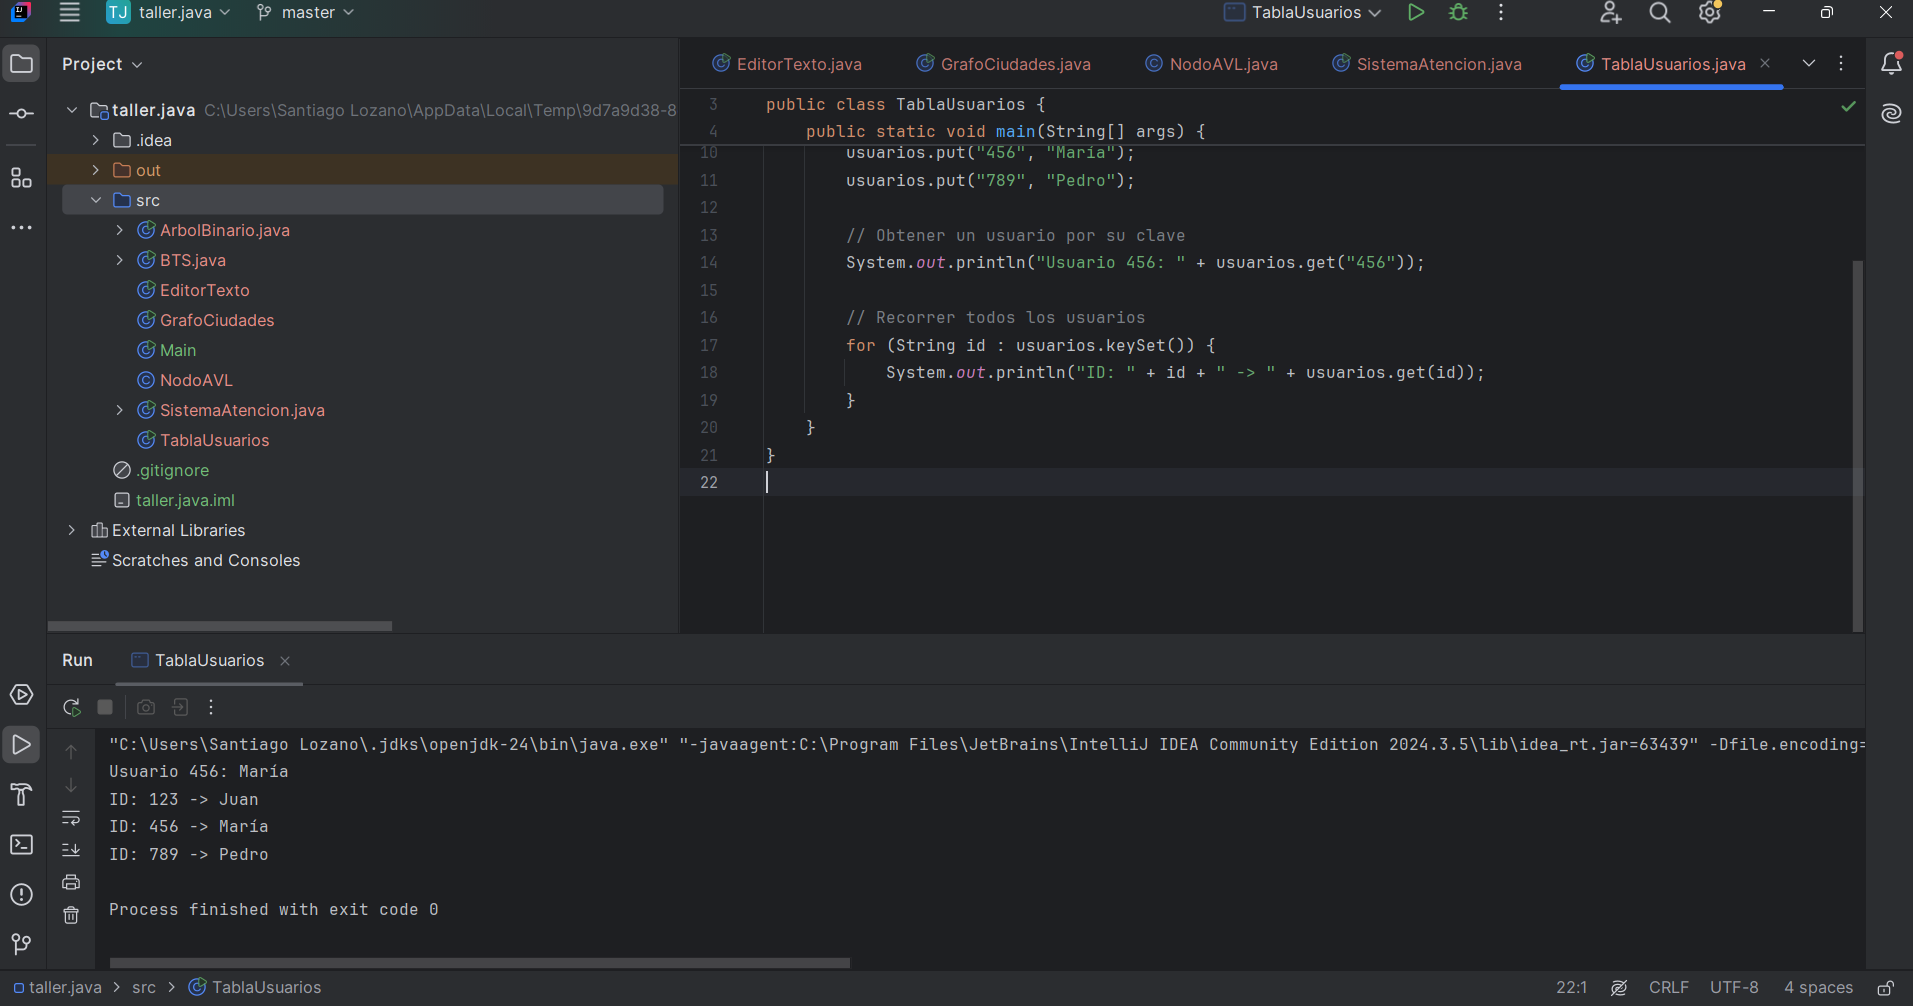 TJ taller.java master TablaUsuarios
Project
taller.java C:\Users\Santiago Lozano\AppData\Local\Temp\9d7a9d38-8
.idea
out
src
ArbolBinario.java
BTS.java
EditorTexto
GrafoCiudades
Main
NodoAVL
SistemaAtencion.java
TablaUsuarios
.gitignore
taller.java.iml
External Libraries
Scratches and Consoles
EditorTexto.java GrafoCiudades.java NodoAVL.java SistemaAtencion.java TablaUsuarios.java
3 public class TablaUsuarios {
4 public static void main(String[] args) {
10 usuarios.put("456", "María");
11 usuarios.put("789", "Pedro");
12
13 // Obtener un usuario por su clave
14 System.out.println("Usuario 456: " + usuarios.get("456"));
15
16 // Recorrer todos los usuarios
17 for (String id : usuarios.keySet()) {
18 System.out.println("ID: " + id + " -> " + usuarios.get(id));
19 }
20 }
21 }
22
Run TablaUsuarios
"C:\Users\Santiago Lozano\.jdks\openjdk-24\bin\java.exe" "-javaagent:C:\Program Files\JetBrains\IntelliJ IDEA Community Edition 2024.3.5\lib\idea_rt.jar=63439" -Dfile.encoding=
Usuario 456: María
ID: 123 -> Juan
ID: 456 -> María
ID: 789 -> Pedro
Process finished with exit code 0
taller.java > src > TablaUsuarios 22:1 CRLF UTF-8 4 spaces